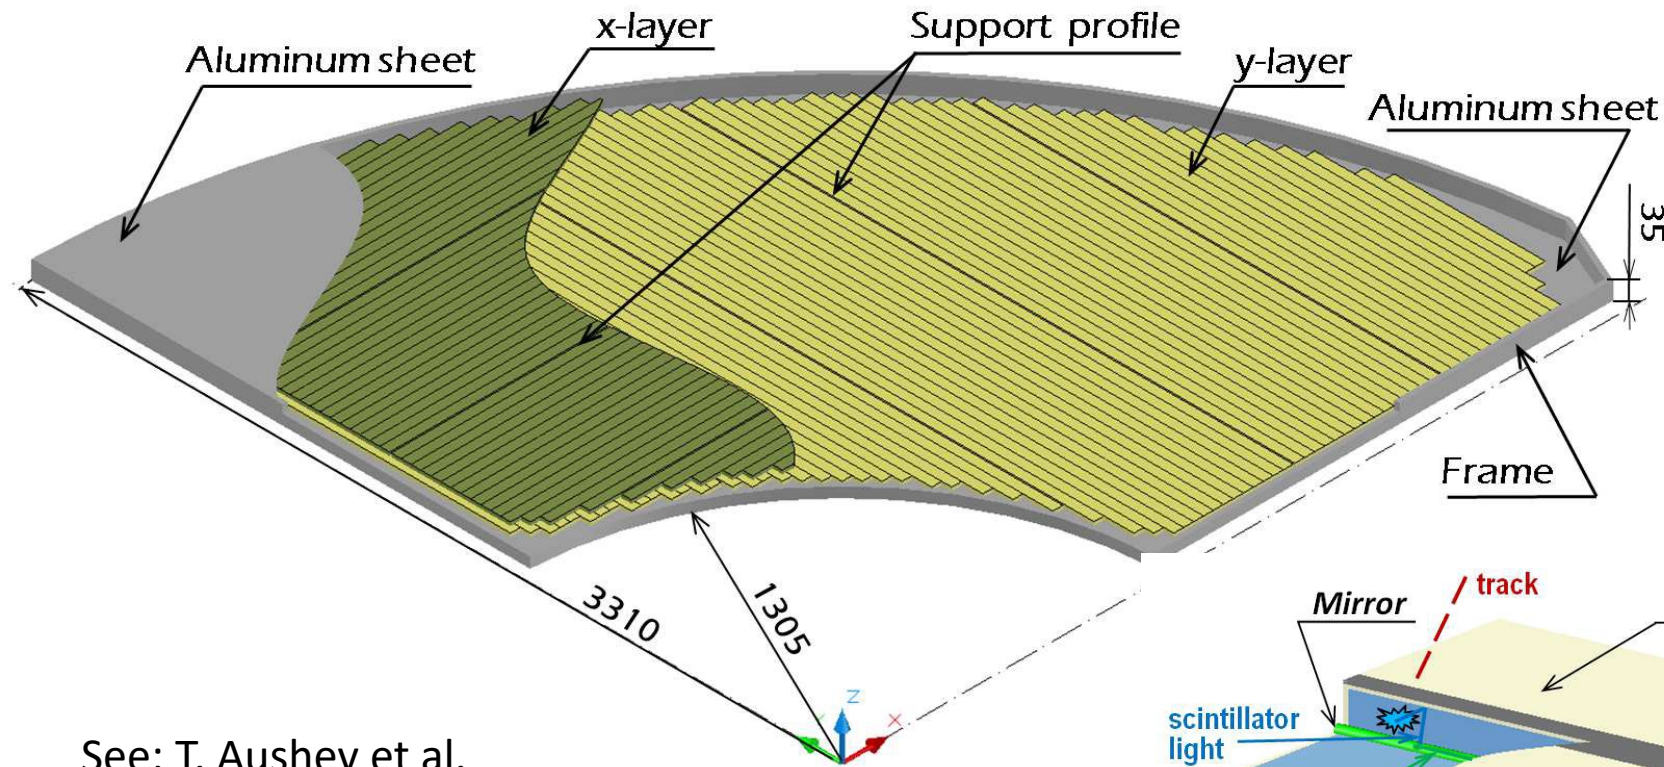 x-layer
Support profile
Aluminum sheet
y-layer
Aluminum sheet
35
Frame
3310
1305
Z
X
track
Mirror
scintillator
light
See: T. Aushev et al.